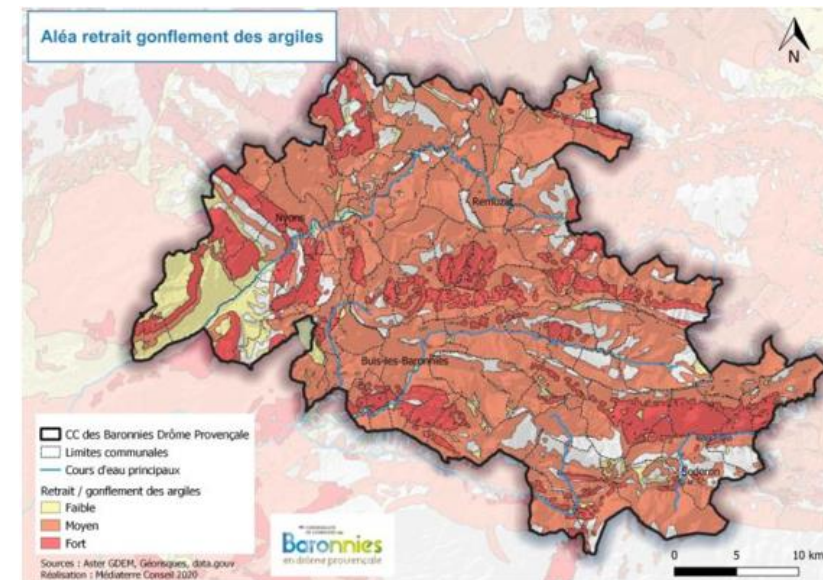 Aléa retrait gonflement des argiles
N
Nyons
Rémuzat
Buis-les-Baronnies
Séderon
CC des Baronnies Drôme Provençale
Limites communales
Cours d'eau principaux
Retrait / gonflement des argiles
Faible
Moyen
Fort
Baronnies
en drôme provençale
Sources : Aster GDEM, Géorisques, data.gouv
Réalisation : Médiaterre Conseil 2020
0 5 10 km